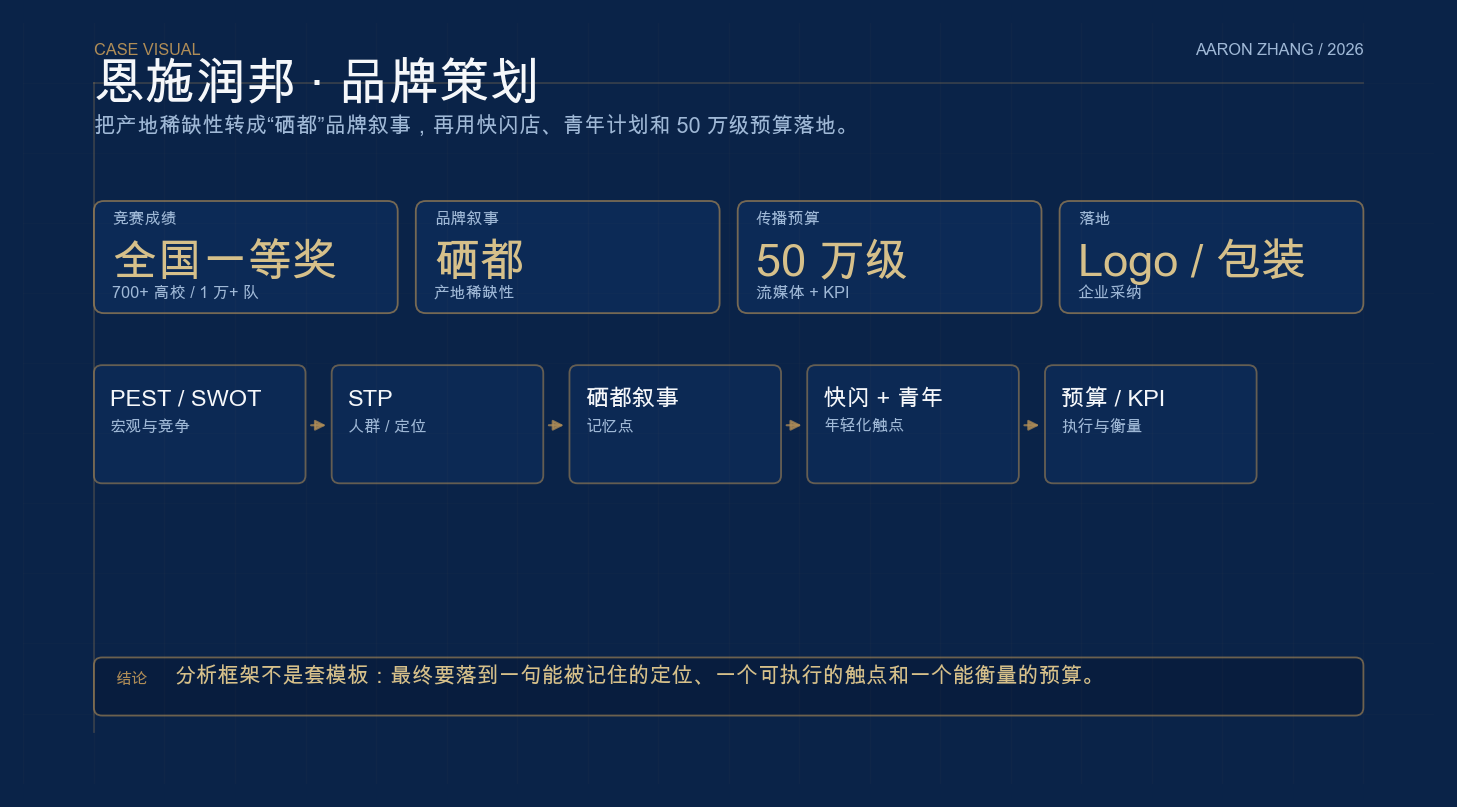 CASE VISUAL
AARON ZHANG / 2026
恩施润邦 · 品牌策划
把产地稀缺性转成“硒都”品牌叙事，再用快闪店、青年计划和 50 万级预算落地。
竞赛成绩
全国一等奖
700+ 高校 / 1 万+ 队
品牌叙事
硒都
产地稀缺性
传播预算
50 万级
流媒体 + KPI
落地
Logo / 包装
企业采纳
PEST / SWOT
宏观与竞争
STP
人群 / 定位
硒都叙事
记忆点
快闪 + 青年
年轻化触点
预算 / KPI
执行与衡量
结论
分析框架不是套模板：最终要落到一句能被记住的定位、一个可执行的触点和一个能衡量的预算。